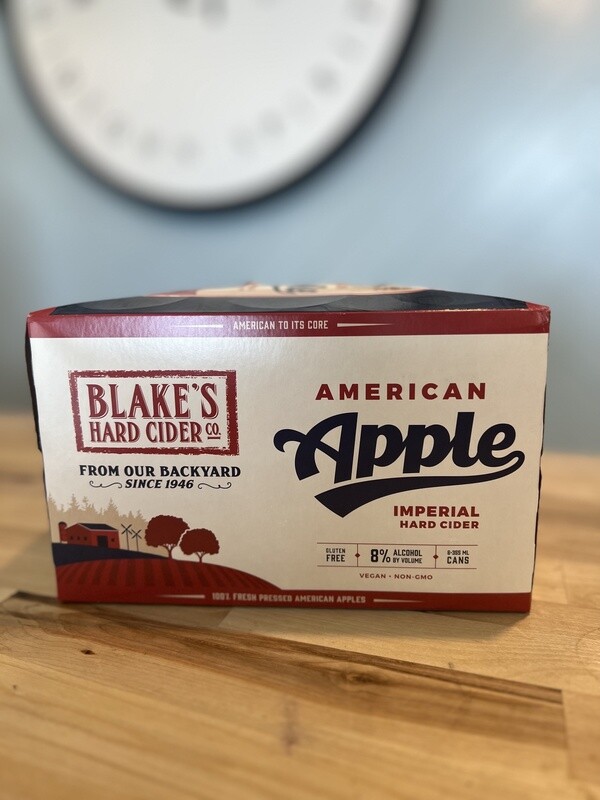 AMERICAN TO ITS CORE
BLAKE'S
HARD CIDER CO.
FROM OUR BACKYARD
SINCE 1946
AMERICAN
Apple
IMPERIAL
HARD CIDER
GLUTEN
FREE
8% ALCOHOL
BY VOLUME
6-355 ML
CANS
VEGAN • NON-GMO
100% FRESH PRESSED AMERICAN APPLES